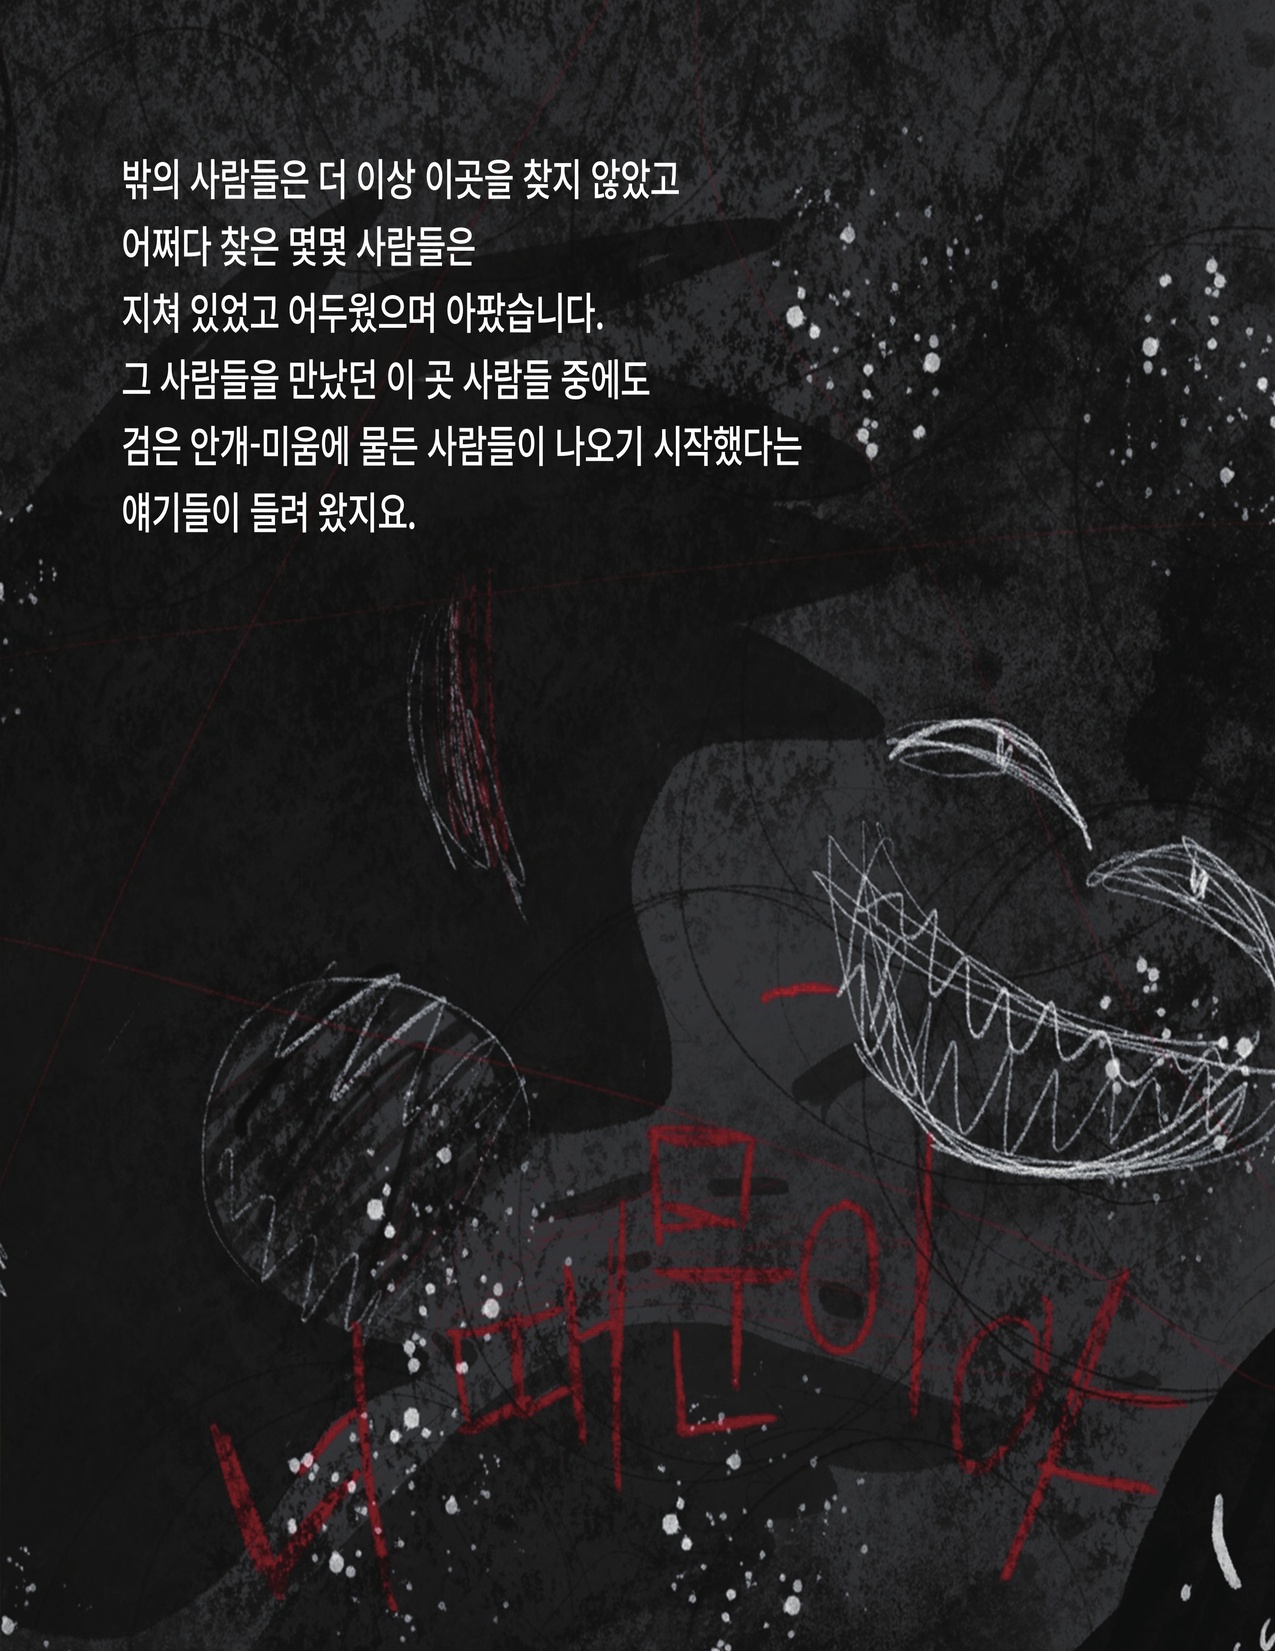 밖의 사람들은 더 이상 이곳을 찾지 않았고
어쩌다 찾은 몇몇 사람들은
지쳐 있었고 어두웠으며 아팠습니다.
그 사람들을 만났던 이 곳 사람들 중에도
검은 안개-미움에 물든 사람들이 나오기 시작했다는
얘기들이 들려 왔지요.
너 때문이야